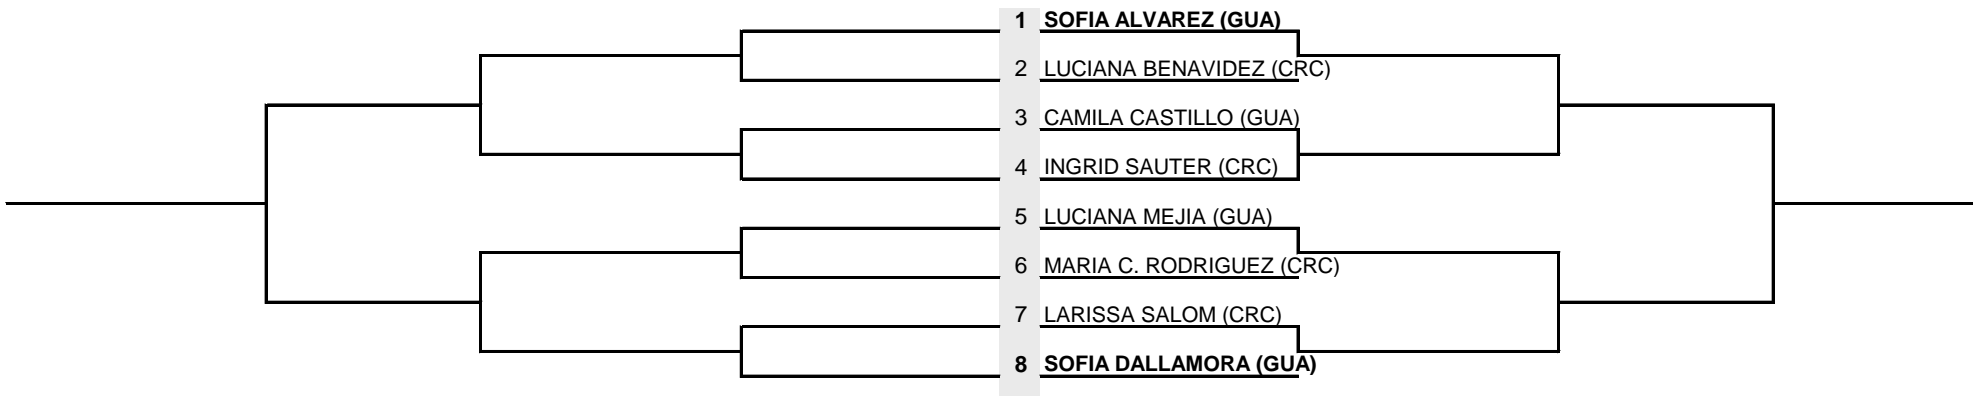 1 SOFIA ALVAREZ (GUA)
2 LUCIANA BENAVIDEZ (CRC)
3 CAMILA CASTILLO (GUA)
4 INGRID SAUTER (CRC)
5 LUCIANA MEJIA (GUA)
6 MARIA C. RODRIGUEZ (CRC)
7 LARISSA SALOM (CRC)
8 SOFIA DALLAMORA (GUA)